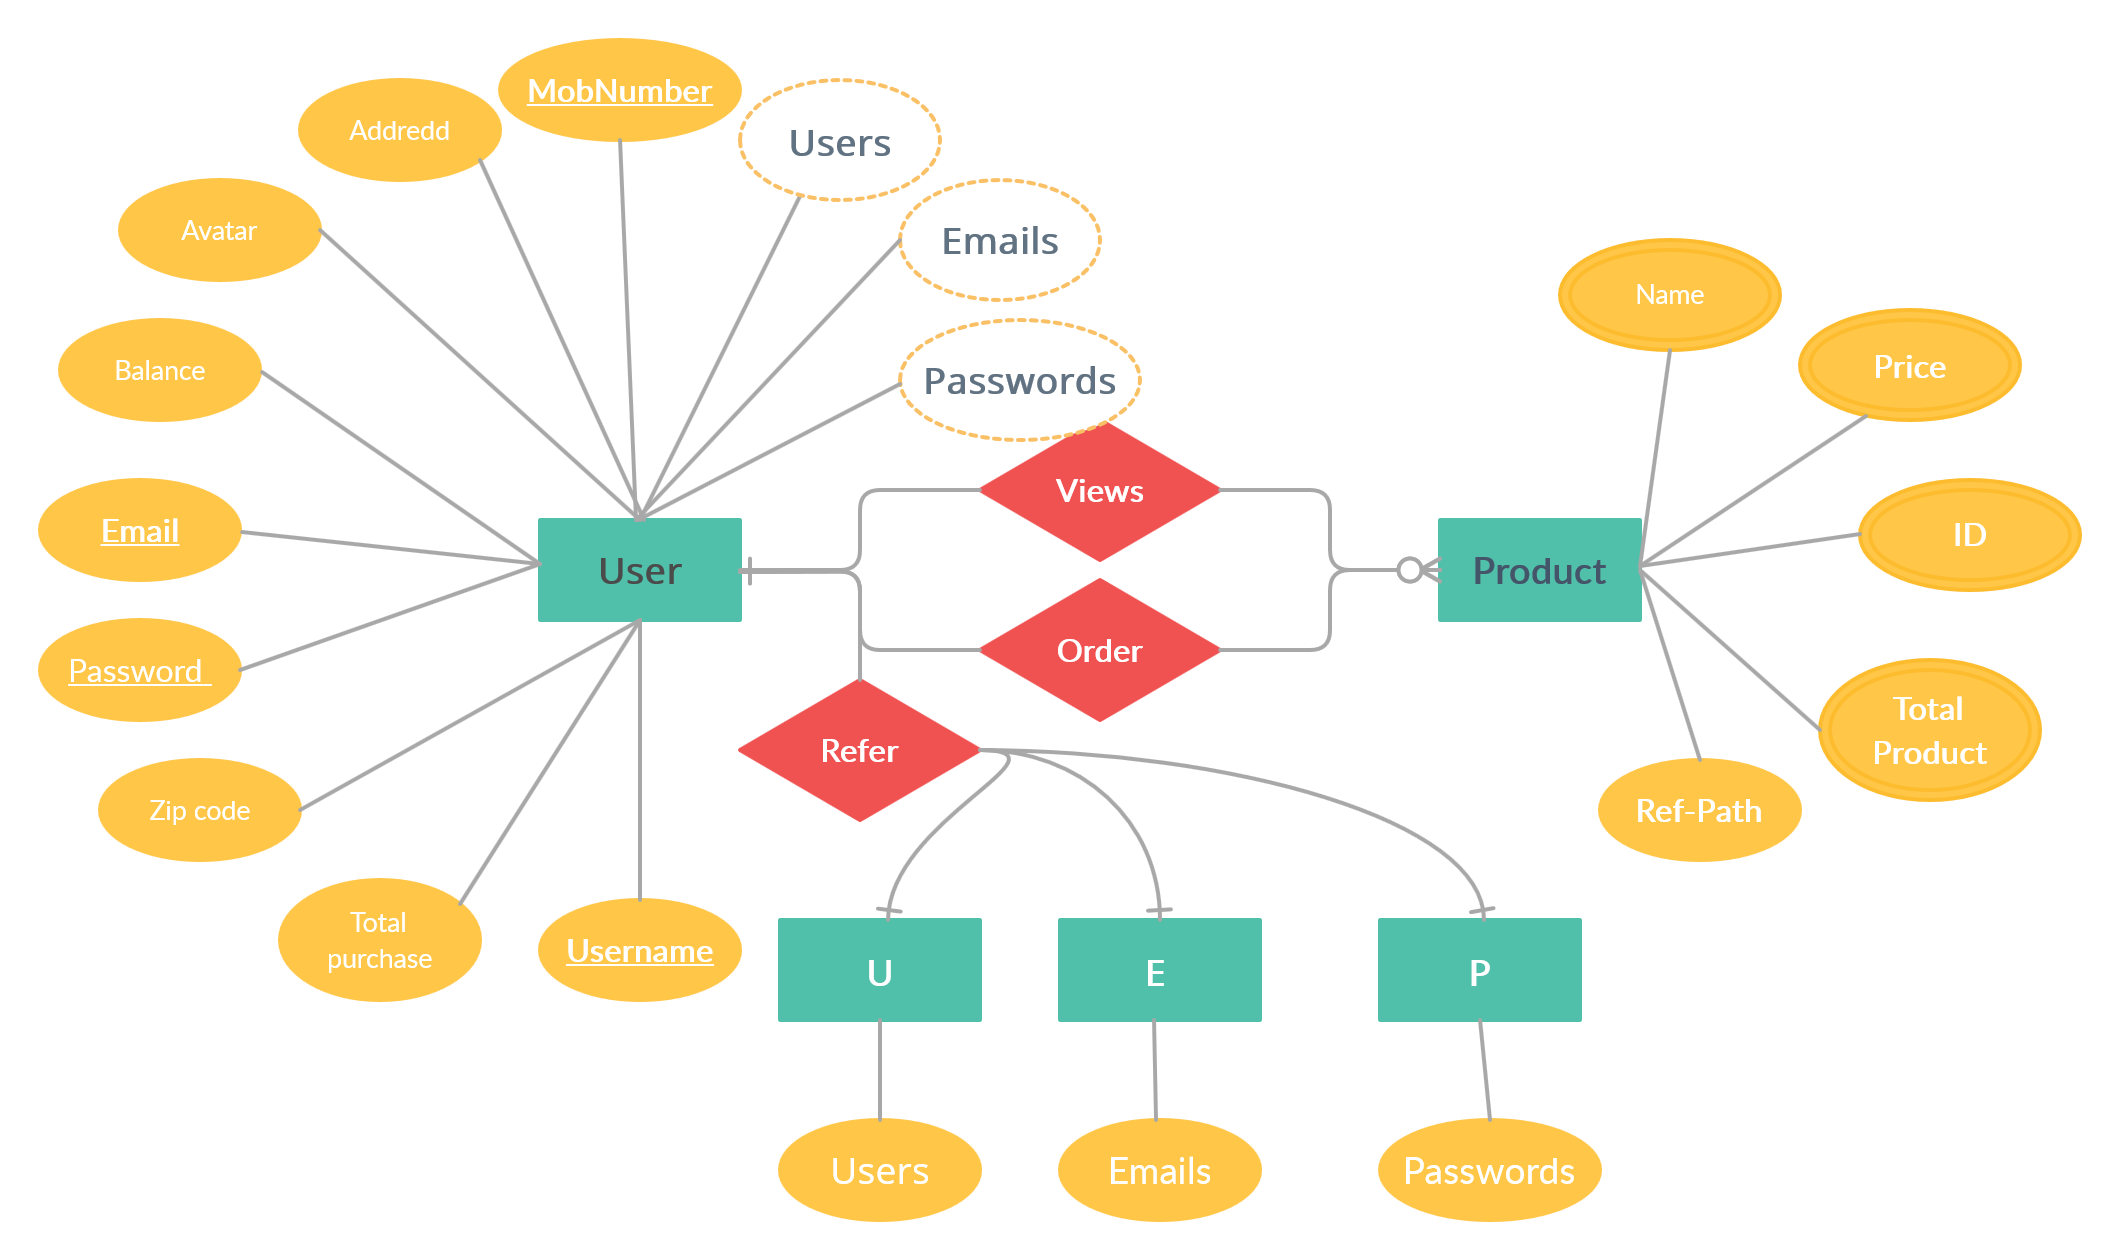 MobNumber
Addredd
Users
Avatar
Emails
Name
Balance
Price
Passwords
Views
Email
ID
User
Product
Order
Password
Total
Product
Refer
Zip code
Ref-Path
Total
purchase
Username
U
E
P
Users
Emails
Passwords